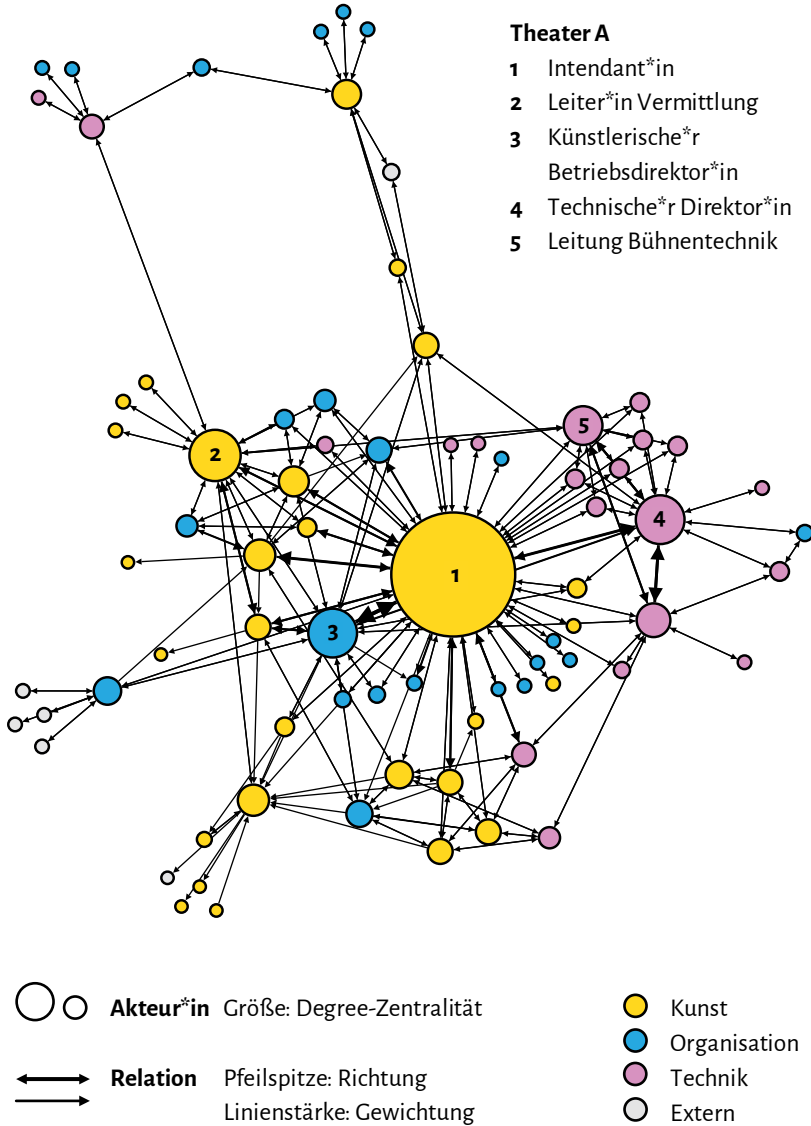 Theater A
1 Intendant*in
2 Leiter*in Vermittlung
3 Künstlerische*r
Betriebsdirektor*in
4 Technische*r Direktor*in
5 Leitung Bühnentechnik
5
2
4
1
3
Akteur*in Größe: Degree-Zentralität
Relation Pfeilspitze: Richtung
Linienstärke: Gewichtung
Kunst
Organisation
Technik
Extern